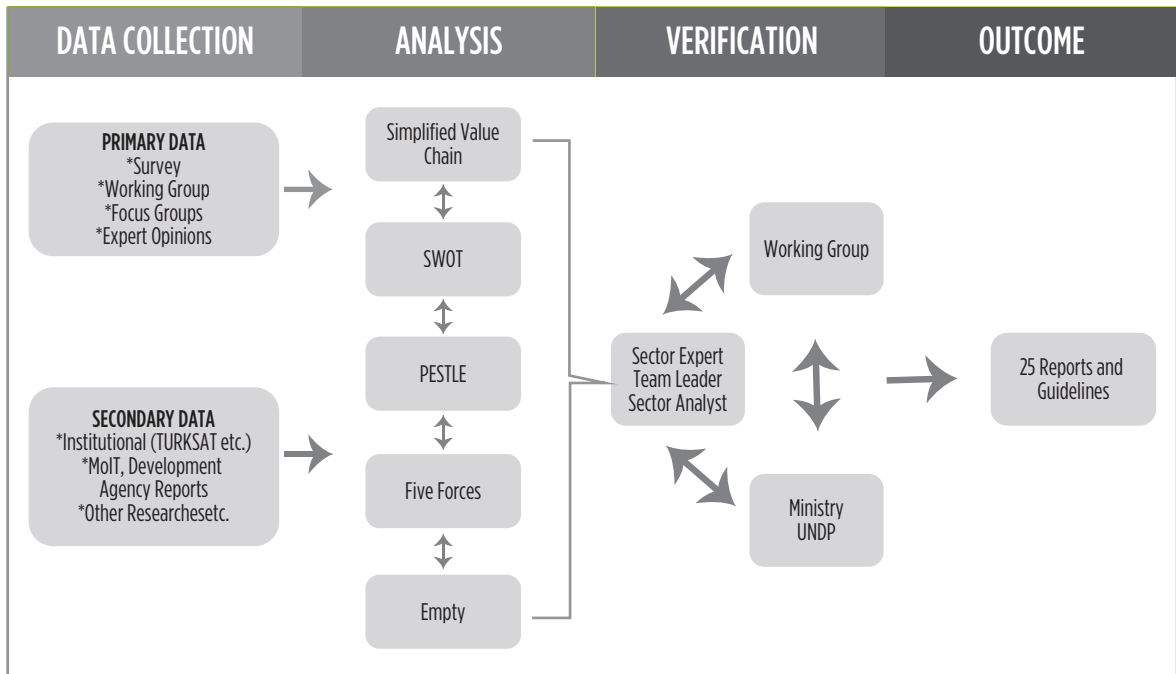 DATA COLLECTION
ANALYSIS
VERIFICATION
OUTCOME
PRIMARY DATA
*Survey
*Working Group
*Focus Groups
*Expert Opinions
SECONDARY DATA
*Institutional (TURKSAT etc.)
*MoIT, Development
Agency Reports
*Other Researchesetc.
Simplified Value
Chain
SWOT
PESTLE
Five Forces
Empty
Sector Expert
Team Leader
Sector Analyst
Working Group
Ministry
UNDP
25 Reports and
Guidelines